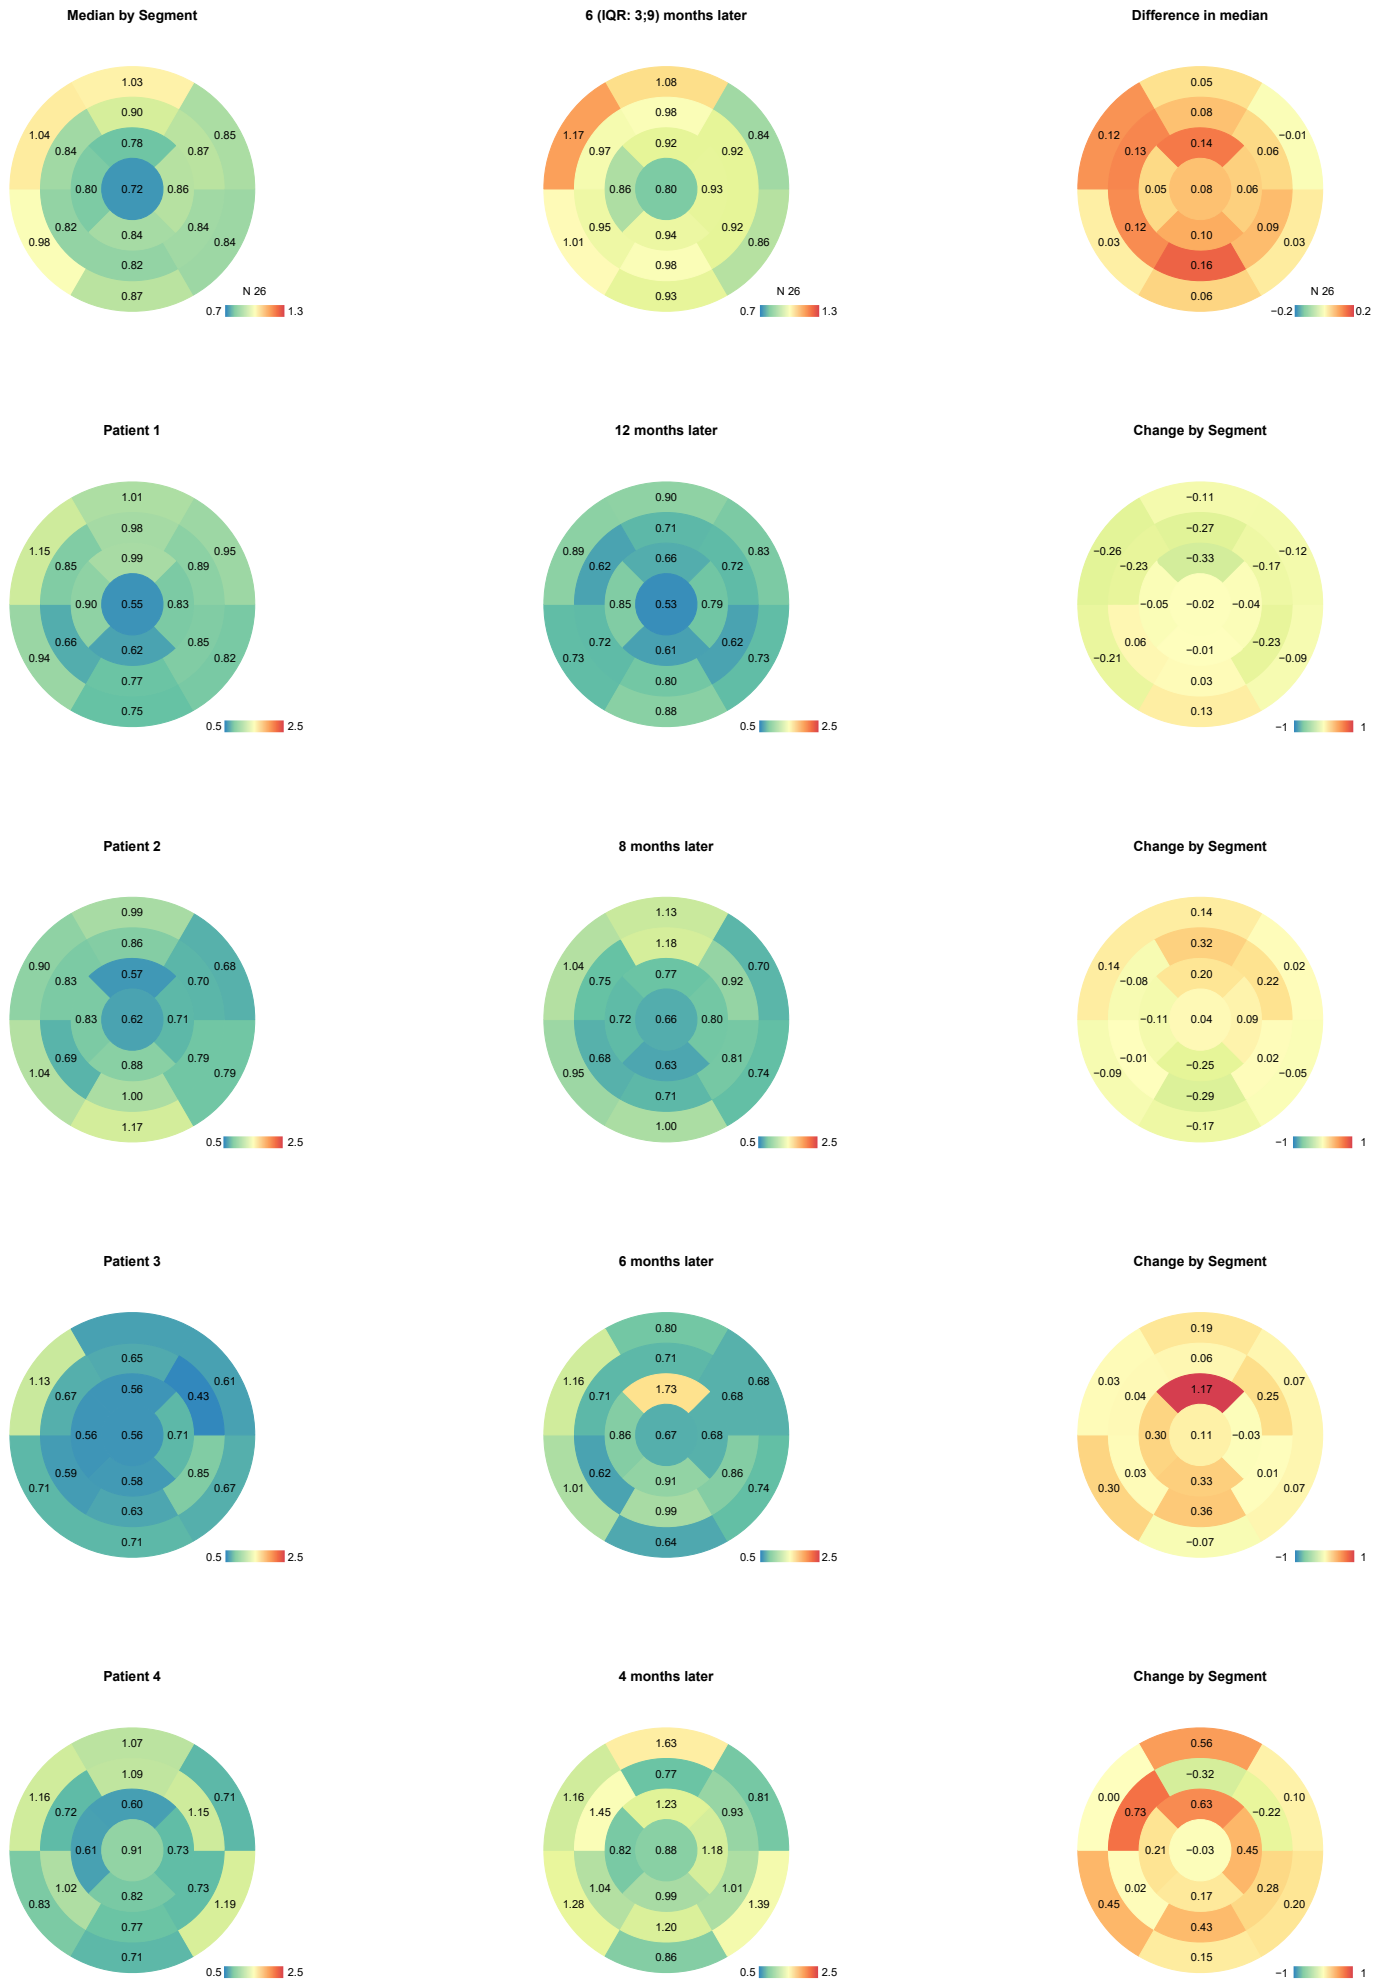 Median by Segment 6 (IQR: 3;9) months later Difference in median
1.03 1.08 0.05
0.90 0.98 0.08
1.04 0.85 1.17 0.84 0.12 −0.01
0.78 0.92 0.14
0.84 0.87 0.97 0.92 0.13 0.06
0.80 0.72 0.86 0.86 0.80 0.93 0.05 0.08 0.06
0.82 0.84 0.95 0.92 0.12 0.09
0.84 0.94 0.10
0.98 0.84 1.01 0.86 0.03 0.03
0.82 0.98 0.16
N 26 N 26 N 26
0.87 0.93 0.06
0.7 1.3 0.7 1.3 −0.2 0.2
Patient 1 12 months later Change by Segment
1.01 0.90 −0.11
0.98 0.71 −0.27
1.15 0.95 0.89 0.83 −0.26 −0.12
0.99 0.66 −0.33
0.85 0.89 0.62 0.72 −0.23 −0.17
0.90 0.55 0.83 0.85 0.53 0.79 −0.05 −0.02 −0.04
0.66 0.85 0.72 0.62 0.06 −0.23
0.62 0.61 −0.01
0.94 0.82 0.73 0.73 −0.21 −0.09
0.77 0.80 0.03
0.75 0.88 0.13
0.5 2.5 0.5 2.5 −1 1
Patient 2 8 months later Change by Segment
0.99 1.13 0.14
0.86 1.18 0.32
0.90 0.68 1.04 0.70 0.14 0.02
0.57 0.77 0.20
0.83 0.70 0.75 0.92 −0.08 0.22
0.83 0.62 0.71 0.72 0.66 0.80 −0.11 0.04 0.09
0.69 0.79 0.68 0.81 −0.01 0.02
0.88 0.63 −0.25
1.04 0.79 0.95 0.74 −0.09 −0.05
1.00 0.71 −0.29
1.17 1.00 −0.17
0.5 2.5 0.5 2.5 −1 1
Patient 3 6 months later Change by Segment
0.80 0.19
0.65 0.71 0.06
1.13 0.61 1.16 0.68 0.03 0.07
0.56 1.73 1.17
0.67 0.43 0.71 0.68 0.04 0.25
0.56 0.56 0.71 0.86 0.67 0.68 0.30 0.11 −0.03
0.59 0.85 0.62 0.86 0.03 0.01
0.58 0.91 0.33
0.71 0.67 1.01 0.74 0.30 0.07
0.63 0.99 0.36
0.71 0.64 −0.07
0.5 2.5 0.5 2.5 −1 1
Patient 4 4 months later Change by Segment
1.07 1.63 0.56
1.09 0.77 −0.32
1.16 0.71 1.16 0.81 0.00 0.10
0.60 1.23 0.63
0.72 1.15 1.45 0.93 0.73 −0.22
0.61 0.91 0.73 0.82 0.88 1.18 0.21 −0.03 0.45
1.02 0.73 1.04 1.01 0.02 0.28
0.82 0.99 0.17
0.83 1.19 1.28 1.39 0.45 0.20
0.77 1.20 0.43
0.71 0.86 0.15
0.5 2.5 0.5 2.5 −1 1